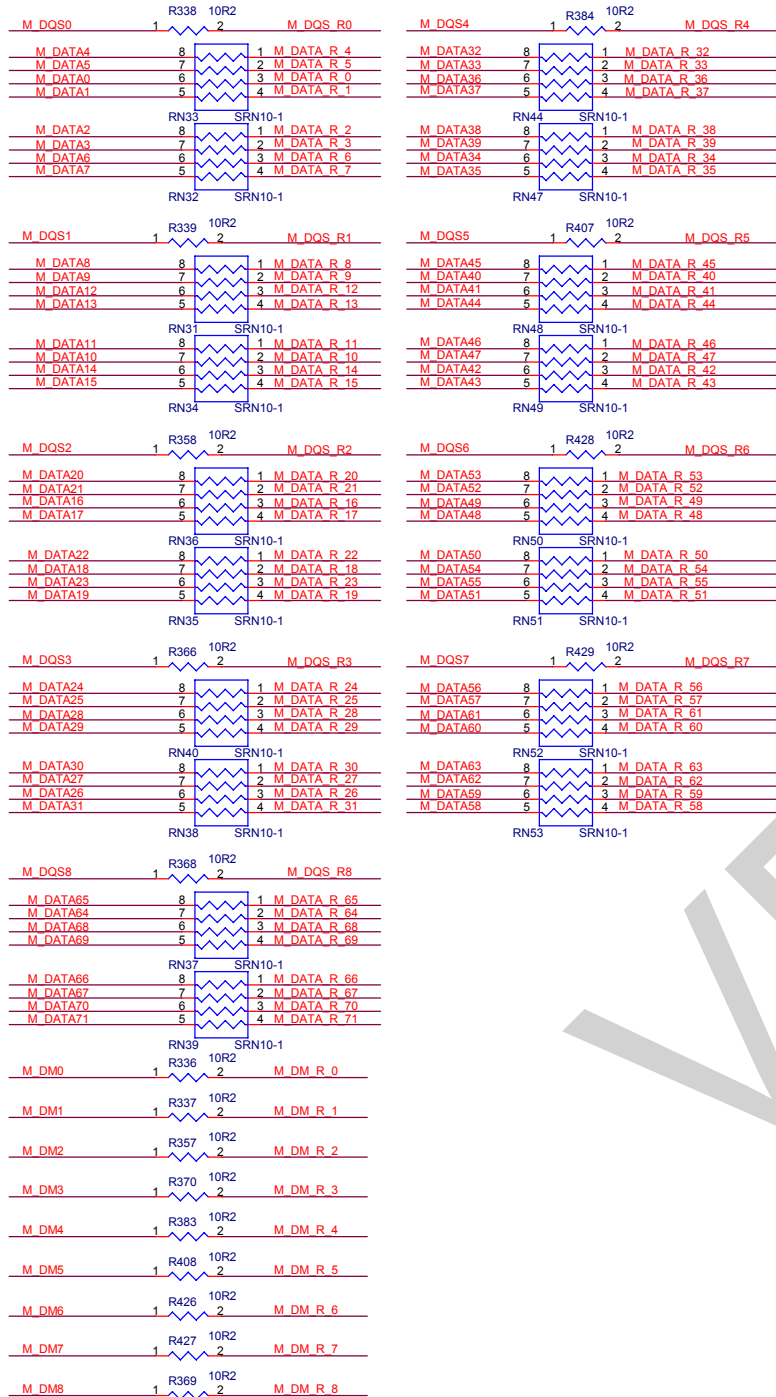 R338 10R2
M_DQS0 1 2 M_DQS_R0
M_DATA4 8 1 M_DATA_R_4
M_DATA5 7 2 M_DATA_R_5
M_DATA0 6 3 M_DATA_R_0
M_DATA1 5 4 M_DATA_R_1
RN33 SRN10-1
M_DATA2 8 1 M_DATA_R_2
M_DATA3 7 2 M_DATA_R_3
M_DATA6 6 3 M_DATA_R_6
M_DATA7 5 4 M_DATA_R_7
RN32 SRN10-1
R339 10R2
M_DQS1 1 2 M_DQS_R1
M_DATA8 8 1 M_DATA_R_8
M_DATA9 7 2 M_DATA_R_9
M_DATA12 6 3 M_DATA_R_12
M_DATA13 5 4 M_DATA_R_13
RN31 SRN10-1
M_DATA11 8 1 M_DATA_R_11
M_DATA10 7 2 M_DATA_R_10
M_DATA14 6 3 M_DATA_R_14
M_DATA15 5 4 M_DATA_R_15
RN34 SRN10-1
R358 10R2
M_DQS2 1 2 M_DQS_R2
M_DATA20 8 1 M_DATA_R_20
M_DATA21 7 2 M_DATA_R_21
M_DATA16 6 3 M_DATA_R_16
M_DATA17 5 4 M_DATA_R_17
RN36 SRN10-1
M_DATA22 8 1 M_DATA_R_22
M_DATA18 7 2 M_DATA_R_18
M_DATA23 6 3 M_DATA_R_23
M_DATA19 5 4 M_DATA_R_19
RN35 SRN10-1
R366 10R2
M_DQS3 1 2 M_DQS_R3
M_DATA24 8 1 M_DATA_R_24
M_DATA25 7 2 M_DATA_R_25
M_DATA28 6 3 M_DATA_R_28
M_DATA29 5 4 M_DATA_R_29
RN40 SRN10-1
M_DATA30 8 1 M_DATA_R_30
M_DATA27 7 2 M_DATA_R_27
M_DATA26 6 3 M_DATA_R_26
M_DATA31 5 4 M_DATA_R_31
RN38 SRN10-1
R368 10R2
M_DQS8 1 2 M_DQS_R8
M_DATA65 8 1 M_DATA_R_65
M_DATA64 7 2 M_DATA_R_64
M_DATA68 6 3 M_DATA_R_68
M_DATA69 5 4 M_DATA_R_69
RN37 SRN10-1
M_DATA66 8 1 M_DATA_R_66
M_DATA67 7 2 M_DATA_R_67
M_DATA70 6 3 M_DATA_R_70
M_DATA71 5 4 M_DATA_R_71
RN39 SRN10-1
R336 10R2
M_DM0 1 2 M_DM_R_0
R337 10R2
M_DM1 1 2 M_DM_R_1
R357 10R2
M_DM2 1 2 M_DM_R_2
R370 10R2
M_DM3 1 2 M_DM_R_3
R383 10R2
M_DM4 1 2 M_DM_R_4
R408 10R2
M_DM5 1 2 M_DM_R_5
R426 10R2
M_DM6 1 2 M_DM_R_6
R427 10R2
M_DM7 1 2 M_DM_R_7
R369 10R2
M_DM8 1 2 M_DM_R_8
R384 10R2
M_DQS4 1 2 M_DQS_R4
M_DATA32 8 1 M_DATA_R_32
M_DATA33 7 2 M_DATA_R_33
M_DATA36 6 3 M_DATA_R_36
M_DATA37 5 4 M_DATA_R_37
RN44 SRN10-1
M_DATA38 8 1 M_DATA_R_38
M_DATA39 7 2 M_DATA_R_39
M_DATA34 6 3 M_DATA_R_34
M_DATA35 5 4 M_DATA_R_35
RN47 SRN10-1
R407 10R2
M_DQS5 1 2 M_DQS_R5
M_DATA45 8 1 M_DATA_R_45
M_DATA40 7 2 M_DATA_R_40
M_DATA41 6 3 M_DATA_R_41
M_DATA44 5 4 M_DATA_R_44
RN48 SRN10-1
M_DATA46 8 1 M_DATA_R_46
M_DATA47 7 2 M_DATA_R_47
M_DATA42 6 3 M_DATA_R_42
M_DATA43 5 4 M_DATA_R_43
RN49 SRN10-1
R428 10R2
M_DQS6 1 2 M_DQS_R6
M_DATA53 8 1 M_DATA_R_53
M_DATA52 7 2 M_DATA_R_52
M_DATA49 6 3 M_DATA_R_49
M_DATA48 5 4 M_DATA_R_48
RN50 SRN10-1
M_DATA50 8 1 M_DATA_R_50
M_DATA54 7 2 M_DATA_R_54
M_DATA55 6 3 M_DATA_R_55
M_DATA51 5 4 M_DATA_R_51
RN51 SRN10-1
R429 10R2
M_DQS7 1 2 M_DQS_R7
M_DATA56 8 1 M_DATA_R_56
M_DATA57 7 2 M_DATA_R_57
M_DATA61 6 3 M_DATA_R_61
M_DATA60 5 4 M_DATA_R_60
RN52 SRN10-1
M_DATA63 8 1 M_DATA_R_63
M_DATA62 7 2 M_DATA_R_62
M_DATA59 6 3 M_DATA_R_59
M_DATA58 5 4 M_DATA_R_58
RN53 SRN10-1